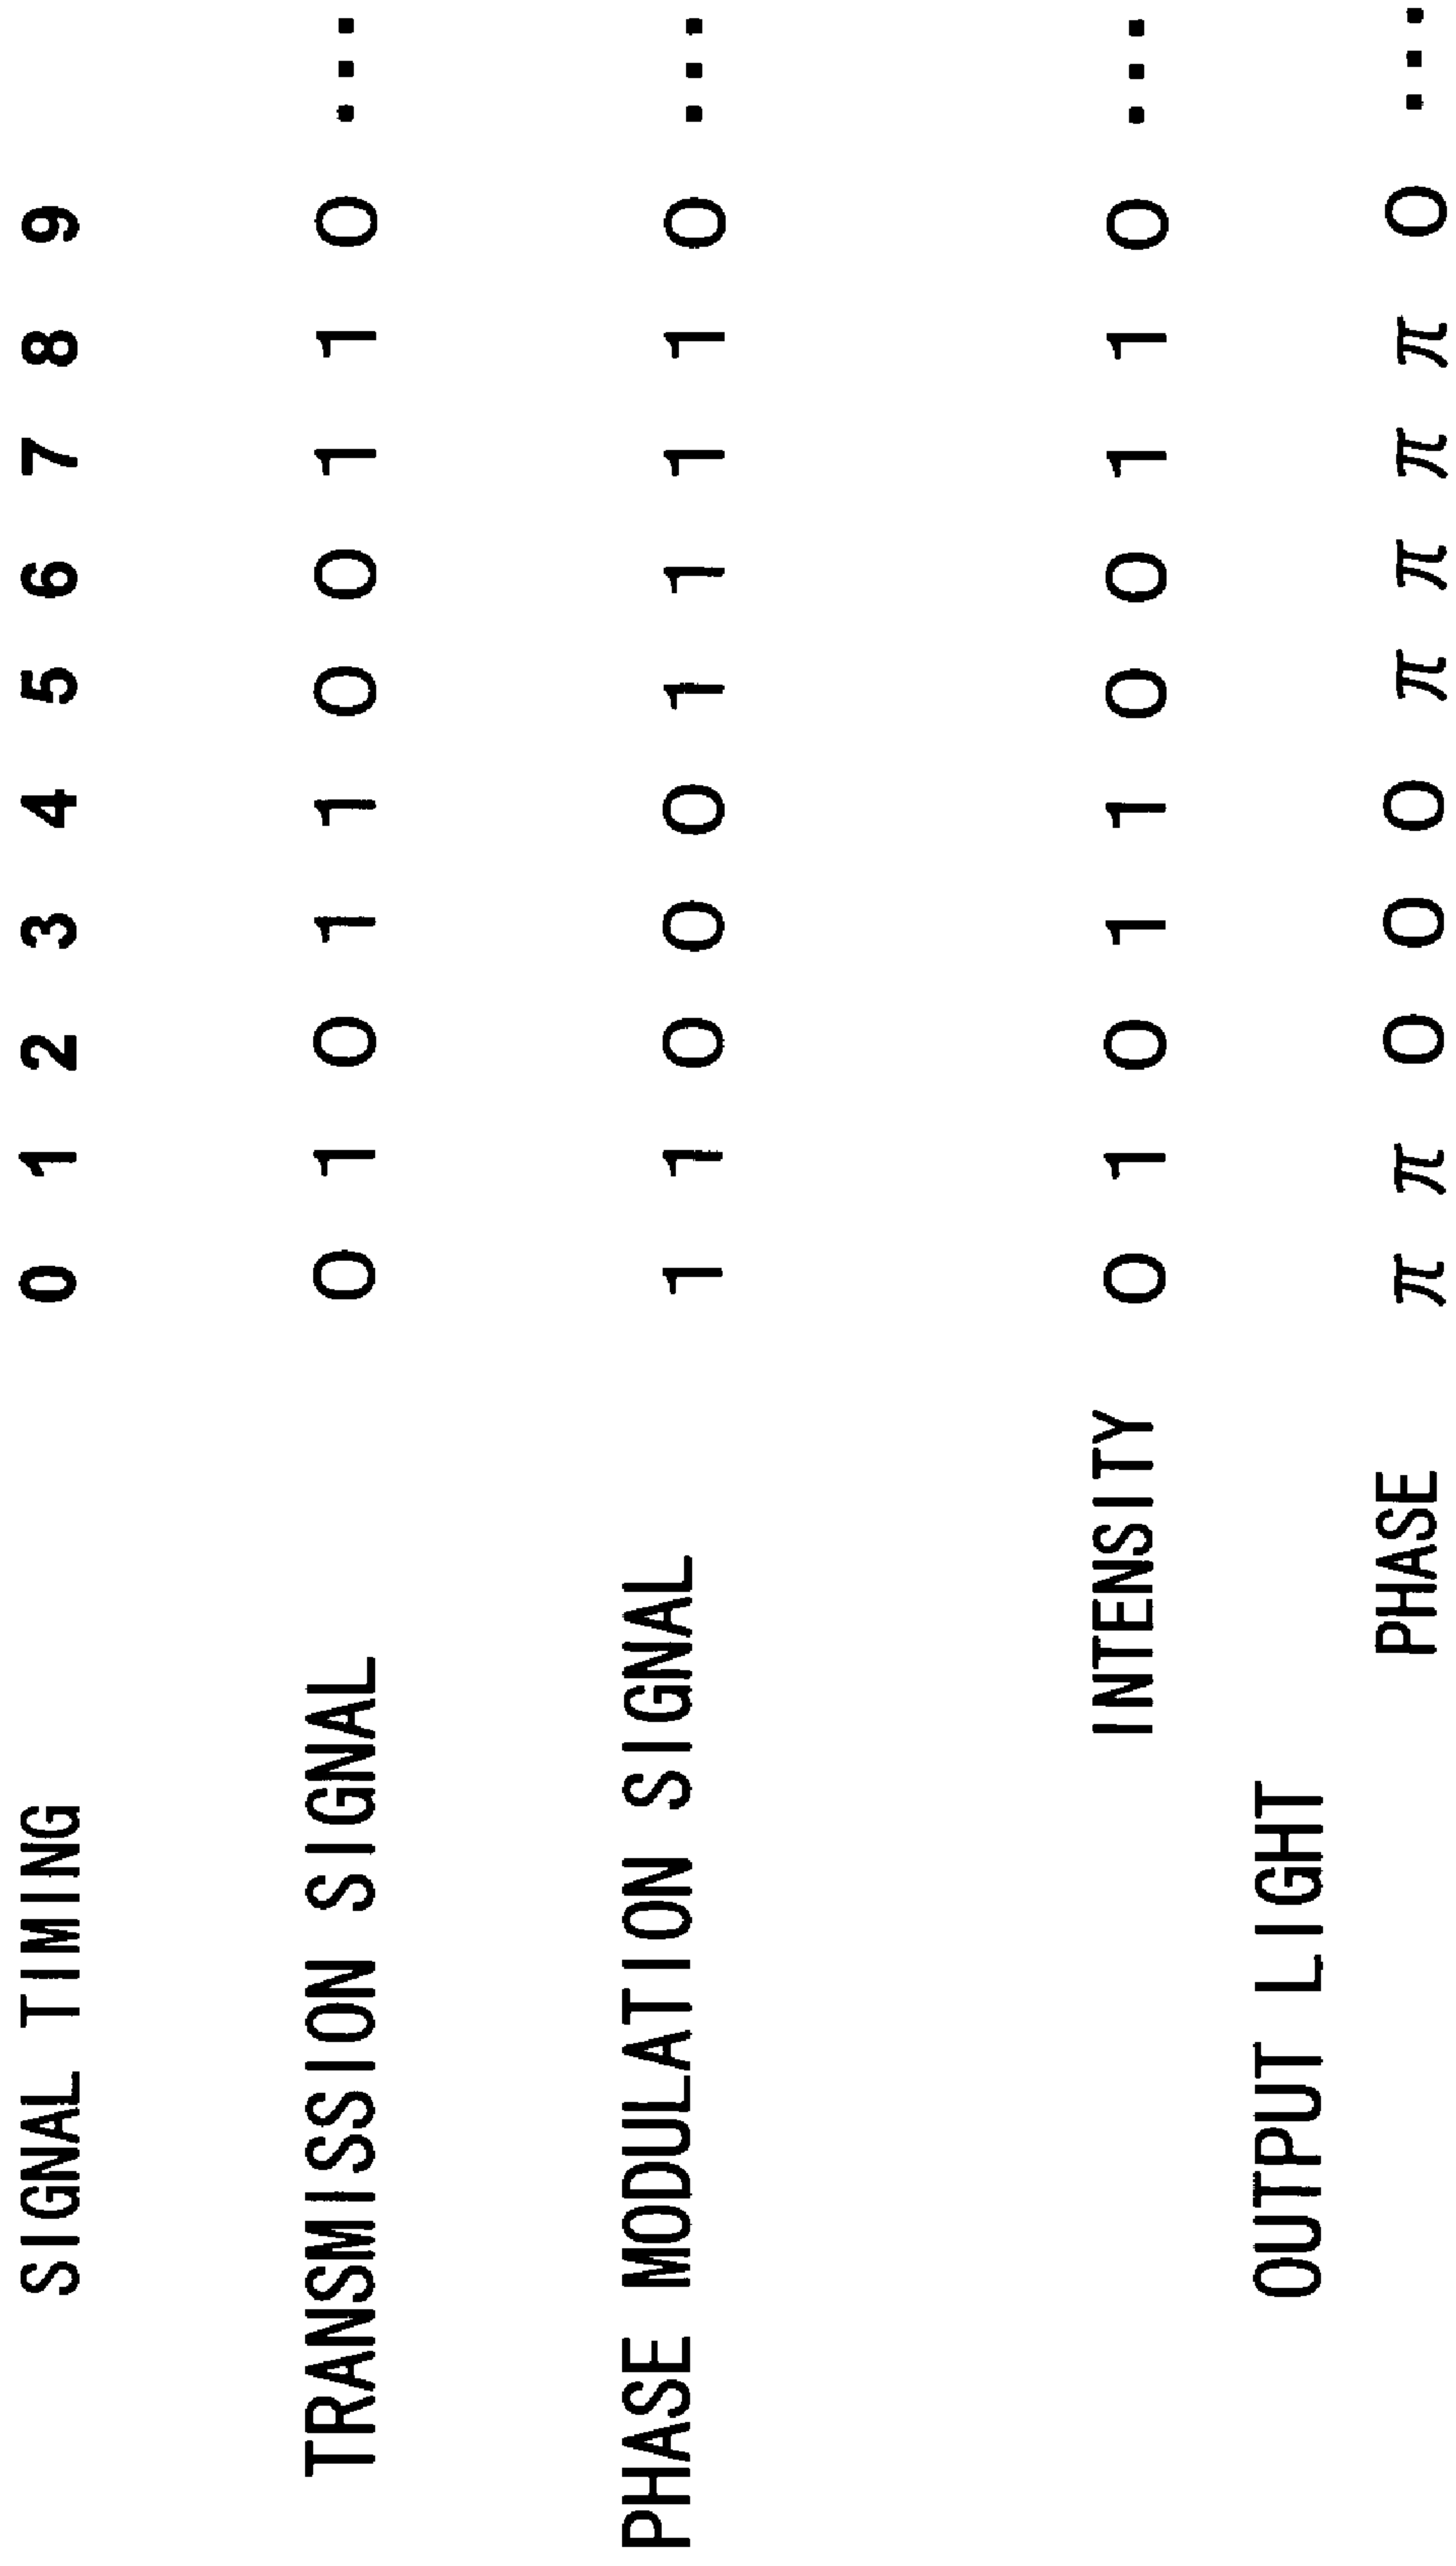 SIGNAL TIMING 0 1 2 3 4 5 6 7 8 9
TRANSMISSION SIGNAL 0 1 0 1 1 0 0 1 1 0 ...
PHASE MODULATION SIGNAL 1 1 0 0 0 1 1 1 1 0 ...
INTENSITY 0 1 0 1 1 0 0 1 1 0 ...
OUTPUT LIGHT
PHASE π π 0 0 0 π π π π 0 ...